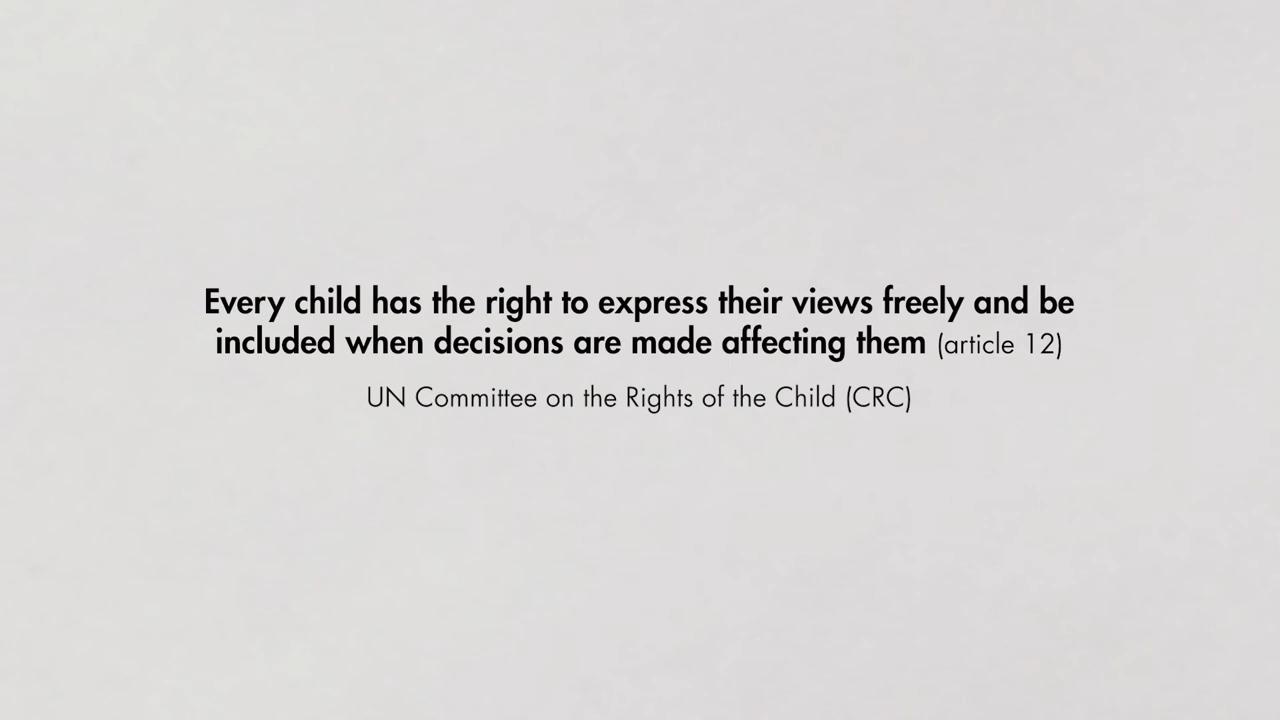 Every child has the right to express their views freely and be
included when decisions are made affecting them (article 12)
UN Committee on the Rights of the Child (CRC)